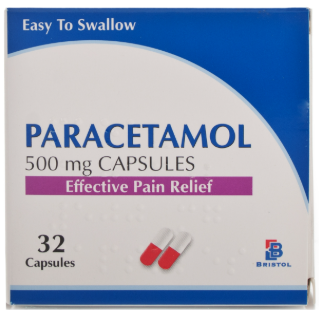 Easy To Swallow
PARACETAMOL
500 mg CAPSULES
Effective Pain Relief
32
Capsules
B
BRISTOL